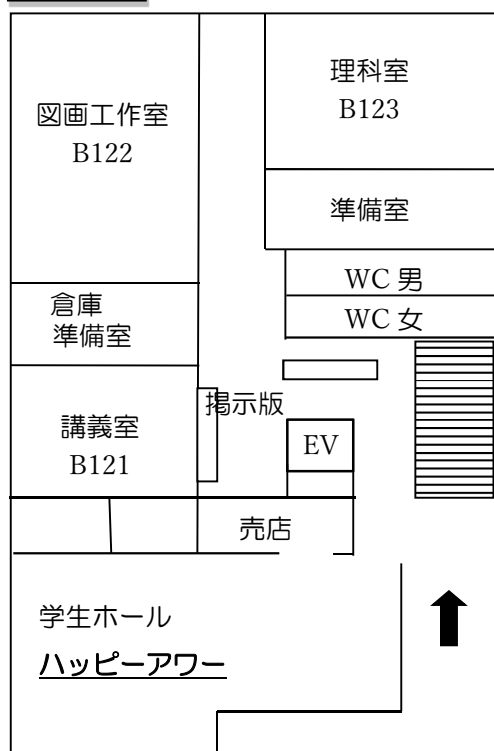 図画工作室
B122
理科室
B123
準備室
WC 男
WC 女
倉庫
準備室
掲示版
講義室
B121
EV
売店
学生ホール
ハッピーアワー